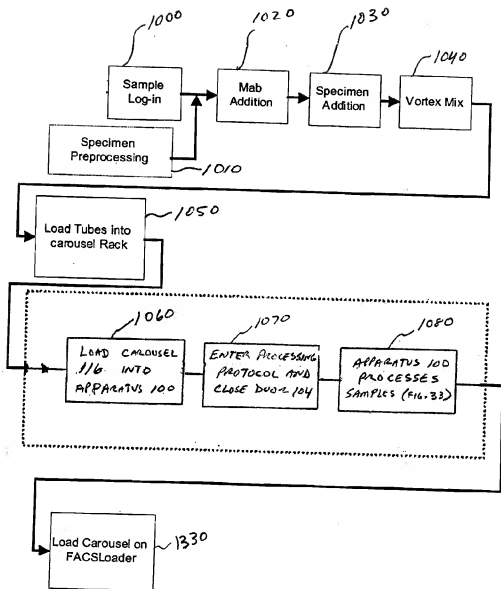 1000
1020
1030
1040
Sample
Log-in
Mab
Addition
Specimen
Addition
Vortex Mix
Specimen
Preprocessing
1010
1050
Load Tubes into
carousel Rack
1060
1070
1080
LOAD CAROUSEL
116 INTO
APPARATUS 100
ENTER PROCESSING
PROTOCOL AND
CLOSE DOOR 104
APPARATUS 100
PROCESSES
SAMPLES (FIG. 33)
Load Carousel on
FACSLoader
1330